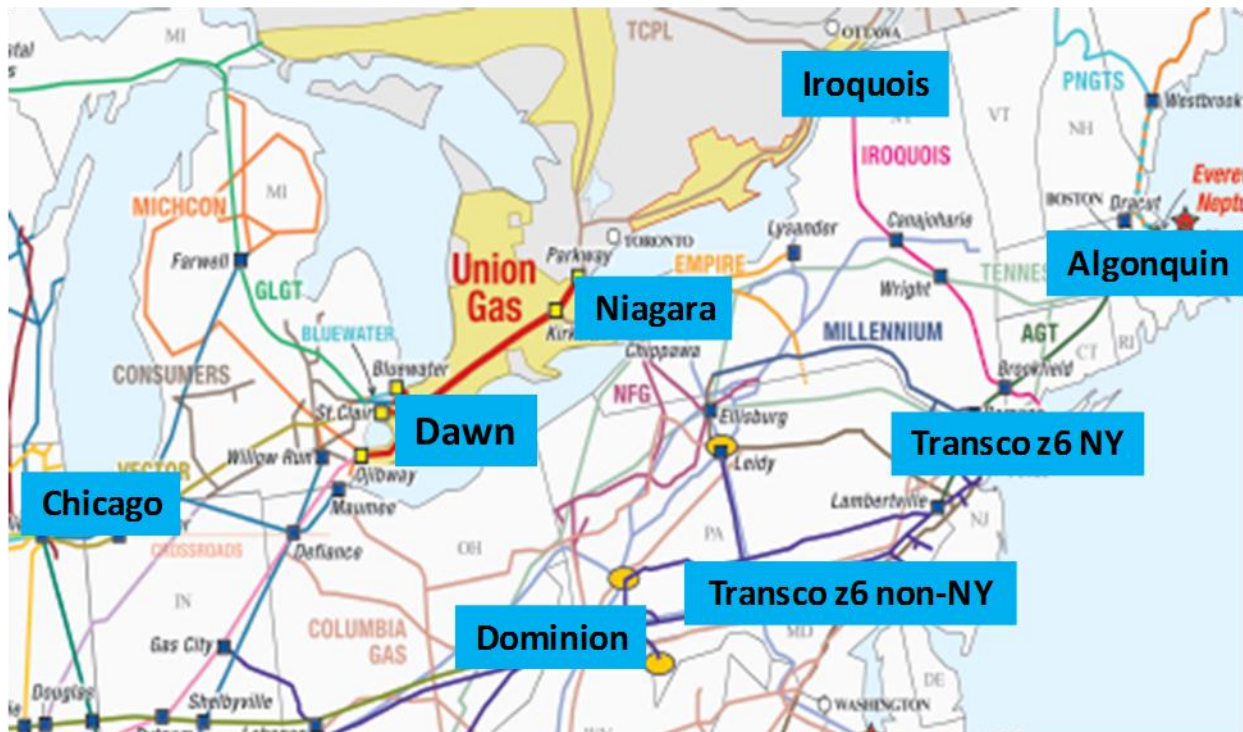 MI
TCPL
OTTAWA
Iroquois
PNGTS
Westbrook
VT
NH
MICHCON
MI
IROQUOIS
BOSTON
Dracut
Canajoharie
Lysander
TORONTO
Parkway
Farwell
Union
Gas
EMPIRE
Algonquin
GLGT
Niagara
Wright
BLUEWATER
MILLENNIUM
AGT
RI
CT
Chippawa
Brookfield
CONSUMERS
Bluewater
NFG
St.Clair
Ellisburg
Dawn
Transco z6 NY
Willow Run
Ojibway
Leidy
VECTOR
Chicago
Maumee
Lambertville
NJ
PA
CROSSROADS
Defiance
OH
Transco z6 non-NY
IN
COLUMBIA
GAS
Dominion
MD
Gas City
DE
Douglas
Shelbyville
WASHINGTON